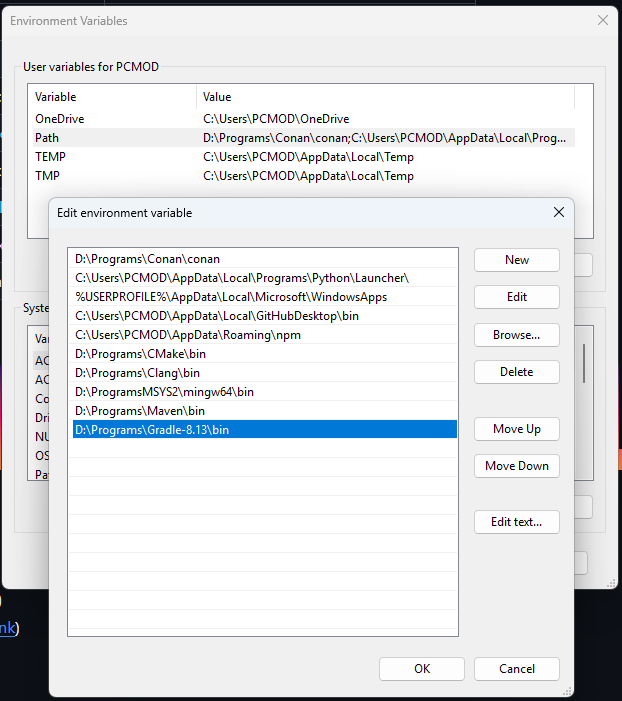 Environment Variables
User variables for PCMOD
Variable Value
OneDrive C:\Users\PCMOD\OneDrive
Path D:\Programs\Conan\conan;C:\Users\PCMOD\AppData\Local\Prog...
TEMP C:\Users\PCMOD\AppData\Local\Temp
TMP C:\Users\PCMOD\AppData\Local\Temp
Edit environment variable
D:\Programs\Conan\conan
C:\Users\PCMOD\AppData\Local\Programs\Python\Launcher\
%USERPROFILE%\AppData\Local\Microsoft\WindowsApps
C:\Users\PCMOD\AppData\Local\GitHubDesktop\bin
C:\Users\PCMOD\AppData\Roaming\npm
D:\Programs\CMake\bin
D:\Programs\Clang\bin
D:\ProgramsMSYS2\mingw64\bin
D:\Programs\Maven\bin
D:\Programs\Gradle-8.13\bin
New
Edit
Browse...
Delete
Move Up
Move Down
Edit text...
OK
Cancel
Syste
Va
AC
AC
Co
Dri
NU
OS
Pa
nk)